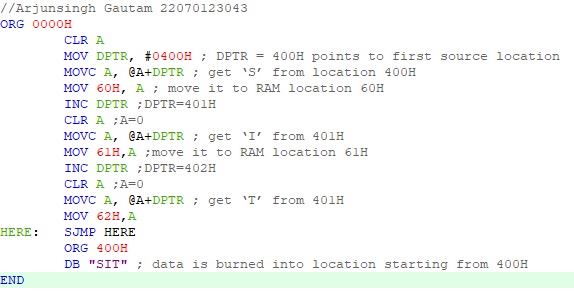 //Arjunsingh Gautam 22070123043
ORG 0000H
CLR A
MOV DPTR, #0400H ; DPTR = 400H points to first source location
MOVC A, @A+DPTR ; get ‘S’ from location 400H
MOV 60H, A ; move it to RAM location 60H
INC DPTR ;DPTR=401H
CLR A ;A=0
MOVC A, @A+DPTR ; get ‘I’ from 401H
MOV 61H,A ;move it to RAM location 61H
INC DPTR ;DPTR=402H
CLR A ;A=0
MOVC A, @A+DPTR ; get ‘T’ from 401H
MOV 62H,A
HERE: SJMP HERE
ORG 400H
DB "SIT" ; data is burned into location starting from 400H
END